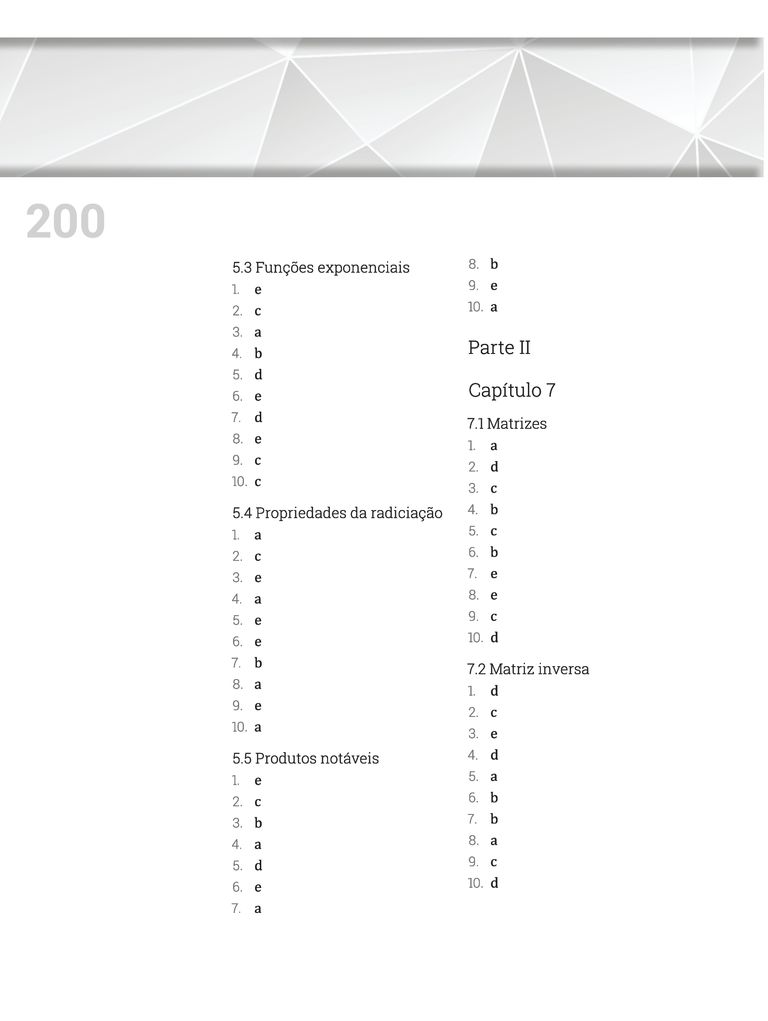 200
5.3 Funções exponenciais
1. e
2. c
3. a
4. b
5. d
6. e
7. d
8. e
9. c
10. c
5.4 Propriedades da radiciação
1. a
2. c
3. e
4. a
5. e
6. e
7. b
8. a
9. e
10. a
5.5 Produtos notáveis
1. e
2. c
3. b
4. a
5. d
6. e
7. a
8. b
9. e
10. a
Parte II
Capítulo 7
7.1 Matrizes
1. a
2. d
3. c
4. b
5. c
6. b
7. e
8. e
9. c
10. d
7.2 Matriz inversa
1. d
2. c
3. e
4. d
5. a
6. b
7. b
8. a
9. c
10. d